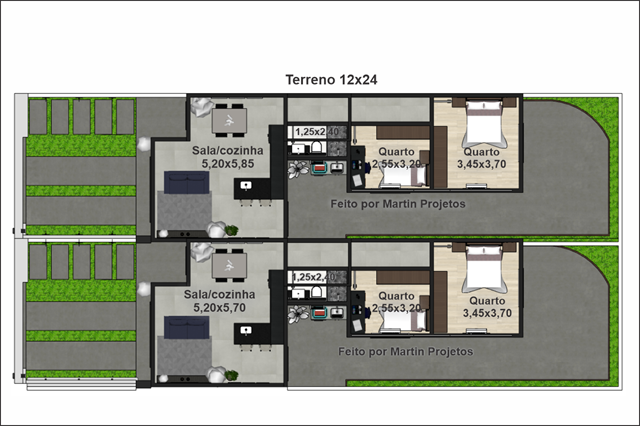 Terreno 12x24
1,25x2,40
Sala/cozinha
5,20x5,85
Quarto
2,55x3,20
Quarto
3,45x3,70
Feito por Martin Projetos
1,25x2,40
Sala/cozinha
5,20x5,70
Quarto
2,55x3,20
Quarto
3,45x3,70
Feito por Martin Projetos